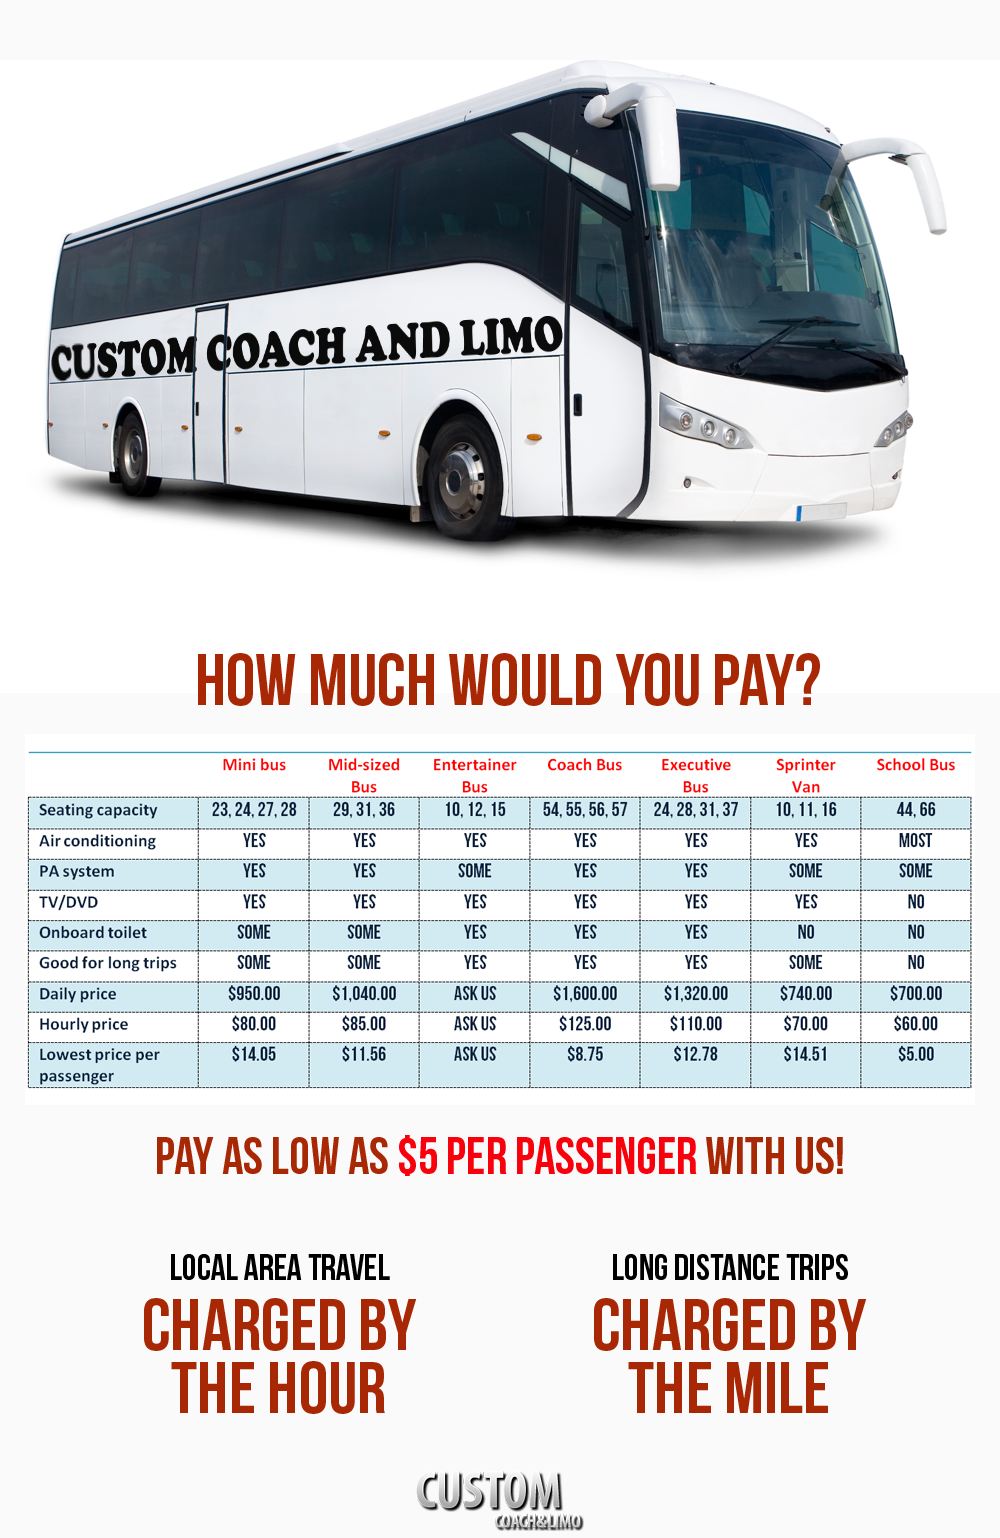 CUSTOM COACH AND LIMO
HOW MUCH WOULD YOU PAY?
Mini bus Mid-sized Bus Entertainer Bus Coach Bus Executive Bus Sprinter Van School Bus
Seating capacity 23, 24, 27, 28 29, 31, 36 10, 12, 15 54, 55, 56, 57 24, 28, 31, 37 10, 11, 16 44, 66
Air conditioning YES YES YES YES YES YES MOST
PA system YES YES SOME YES YES SOME SOME
TV/DVD YES YES YES YES YES YES NO
Onboard toilet SOME SOME YES YES YES NO NO
Good for long trips SOME SOME YES YES YES SOME NO
Daily price $950.00 $1,040.00 ASK US $1,600.00 $1,320.00 $740.00 $700.00
Hourly price $80.00 $85.00 ASK US $125.00 $110.00 $70.00 $60.00
Lowest price per passenger $14.05 $11.56 ASK US $8.75 $12.78 $14.51 $5.00
PAY AS LOW AS $5 PER PASSENGER WITH US!
LOCAL AREA TRAVEL
CHARGED BY
THE HOUR
LONG DISTANCE TRIPS
CHARGED BY
THE MILE
CUSTOM
COACH&LIMO